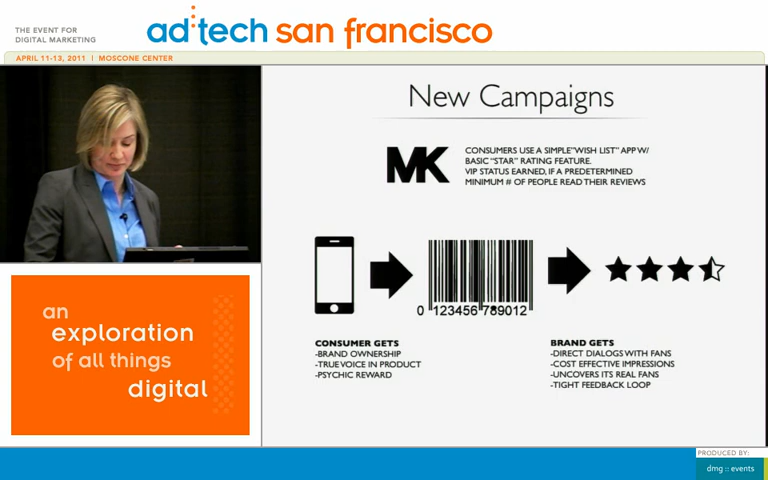 THE EVENT FOR
DIGITAL MARKETING
ad:tech san francisco
APRIL 11-13, 2011 | MOSCONE CENTER
New Campaigns
MK
CONSUMERS USE A SIMPLE "WISH LIST" APP W/
BASIC "STAR" RATING FEATURE.
VIP STATUS EARNED, IF A PREDETERMINED
MINIMUM # OF PEOPLE READ THEIR REVIEWS
0 123456 789012
CONSUMER GETS
-BRAND OWNERSHIP
-TRUE VOICE IN PRODUCT
-PSYCHIC REWARD
BRAND GETS
-DIRECT DIALOGS WITH FANS
-COST EFFECTIVE IMPRESSIONS
-UNCOVERS ITS REAL FANS
-TIGHT FEEDBACK LOOP
an
exploration
of all things
digital
PRODUCED BY:
dmg :: events